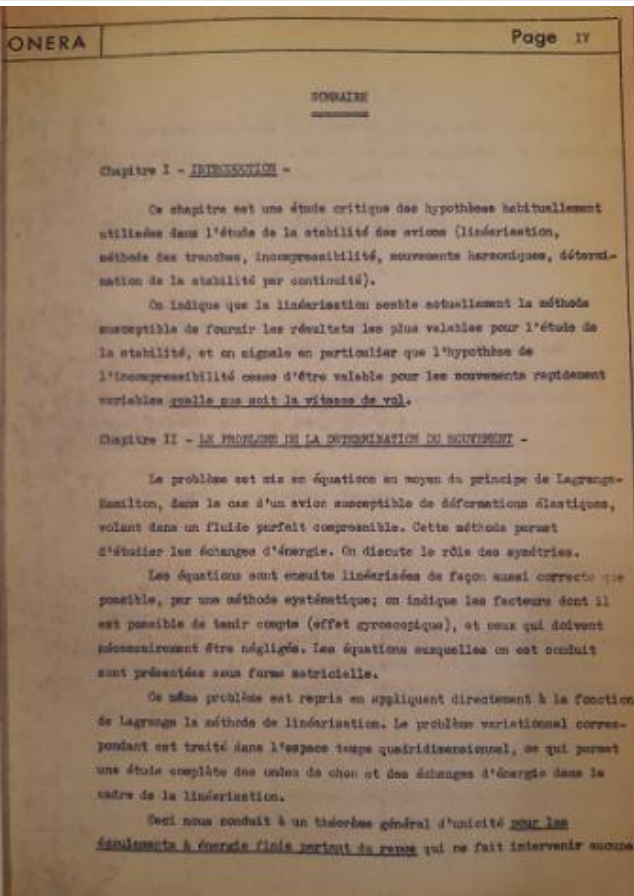 ONERA
Page IV
SOMMAIRE
Chapitre I - INTRODUCTION -
Ce chapitre est une étude critique des hypothèses habituellement
utilisées dans l'étude de la stabilité des avions (linéarisation,
méthode des tranches, incompressibilité, mouvements harmoniques, détermi-
nation de la stabilité par continuité).
On indique que la linéarisation semble actuellement la méthode
susceptible de fournir les résultats les plus valables pour l'étude de
la stabilité, et on signale en particulier que l'hypothèse de
l'incompressibilité cesse d'être valable pour les mouvements rapidement
variables quelle que soit la vitesse de vol.
Chapitre II - LE PROBLEME DE LA DETERMINATION DU MOUVEMENT -
Le problème est mis en équations au moyen du principe de Lagrange-
Hamilton, dans le cas d'un avion susceptible de déformations élastiques,
volant dans un fluide parfait compressible. Cette méthode permet
d'étudier les échanges d'énergie. On discute le rôle des symétries.
Les équations sont ensuite linéarisées de façon aussi correcte que
possible, par une méthode systématique; on indique les facteurs dont il
est possible de tenir compte (effet gyroscopique), et ceux qui doivent
nécessairement être négligés. Les équations auxquelles on est conduit
sont présentées sous forme matricielle.
Ce même problème est repris en appliquant directement à la fonction
de Lagrange la méthode de linéarisation. Le problème variationnel corres-
pondant est traité dans l'espace temps quadridimensionnel, ce qui permet
une étude complète des ondes de choc et des échanges d'énergie dans le
cadre de la linéarisation.
Ceci nous conduit à un théorème général d'unicité pour les
écoulements à énergie finie partant du repos qui ne fait intervenir aucune